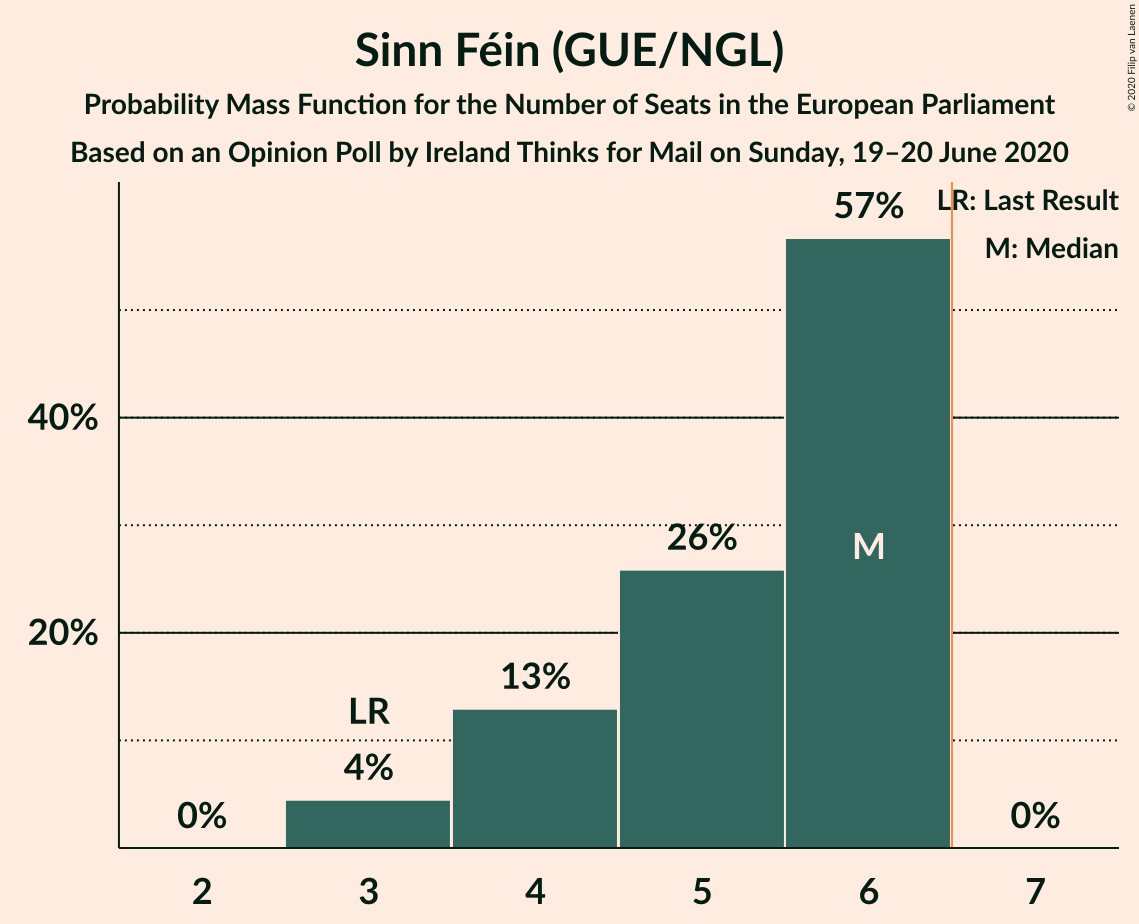 Sinn Féin (GUE/NGL)
Probability Mass Function for the Number of Seats in the European Parliament
Based on an Opinion Poll by Ireland Thinks for Mail on Sunday, 19–20 June 2020
© 2020 Filip van Laenen
LR: Last Result
M: Median
57%
40%
26%
M
20%
13%
LR
4%
0%
0%
2
3
4
5
6
7